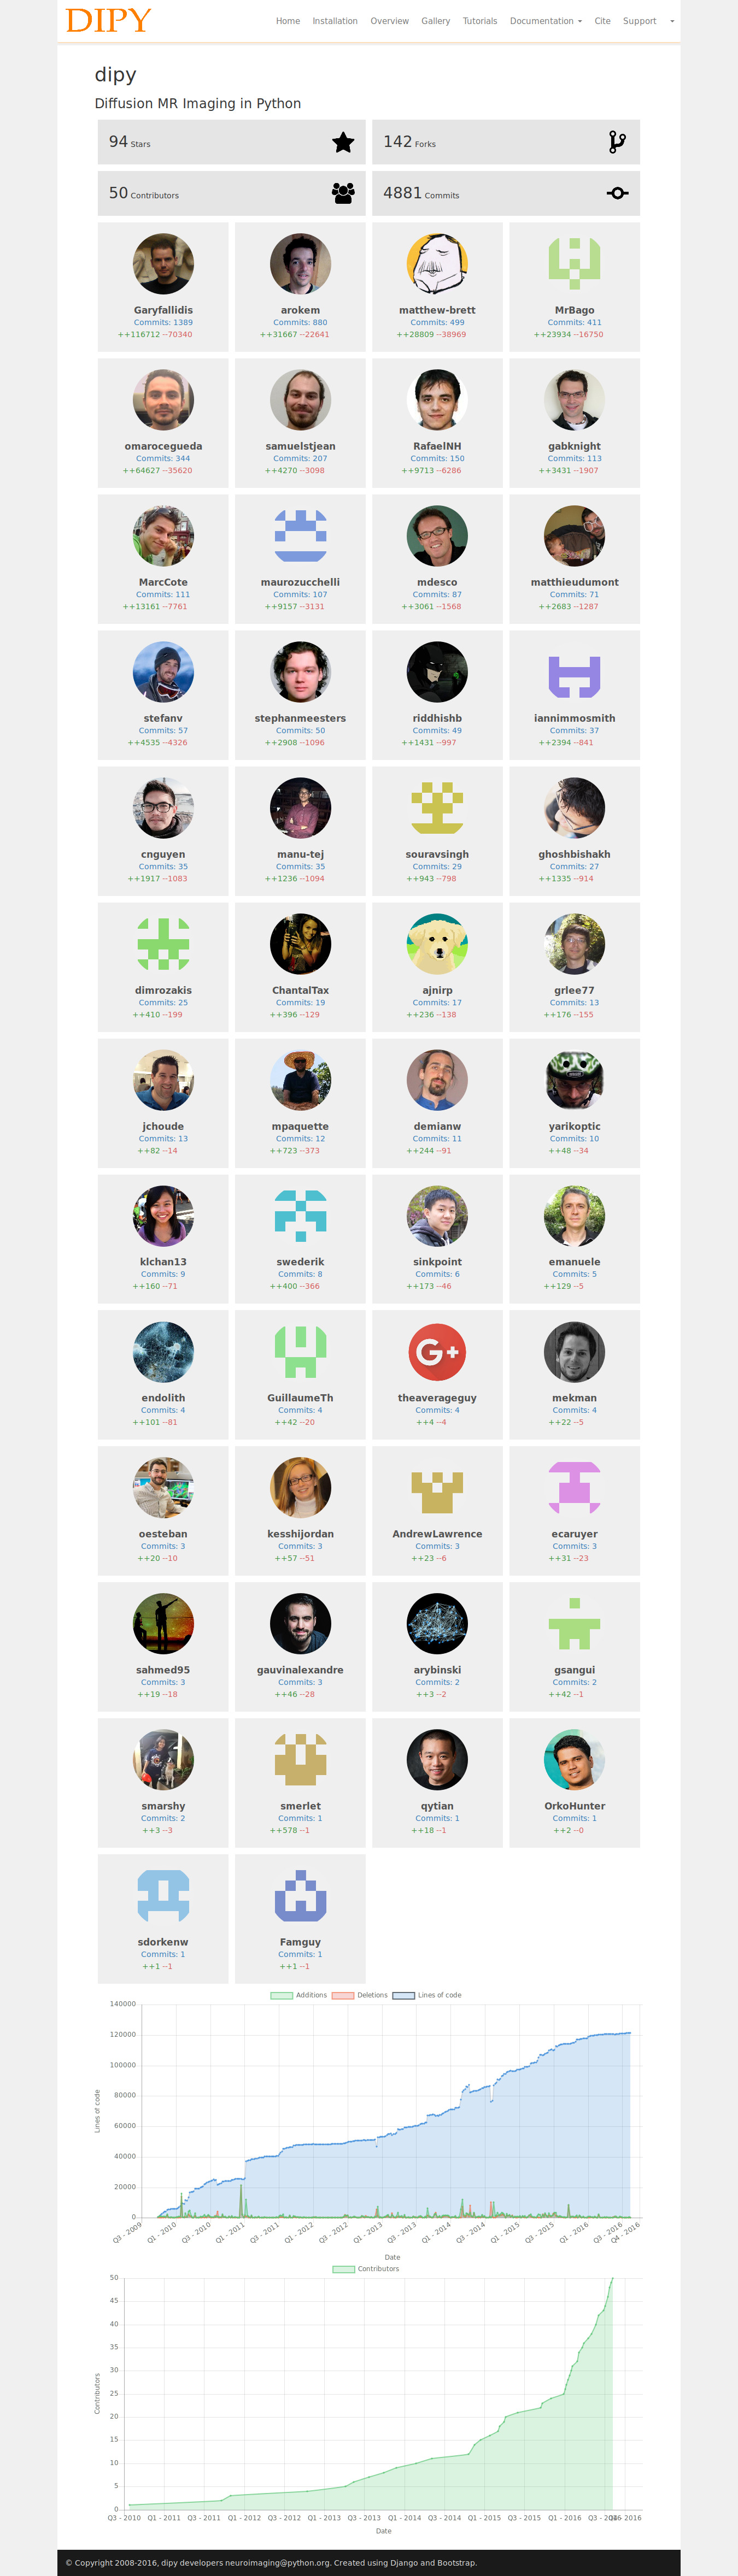 DIPY
Home Installation Overview Gallery Tutorials Documentation Cite Support
dipy
Diffusion MR Imaging in Python
94 Stars
142 Forks
50 Contributors
4881 Commits
Garyfallidis
Commits: 1389
++116712 --70340
arokem
Commits: 880
++31667 --22641
matthew-brett
Commits: 499
++28809 --38969
MrBago
Commits: 411
++23934 --16750
omarocegueda
Commits: 344
++64627 --35620
samuelstjean
Commits: 207
++4270 --3098
RafaelNH
Commits: 150
++9713 --6286
gabknight
Commits: 113
++3431 --1907
MarcCote
Commits: 111
++13161 --7761
maurozucchelli
Commits: 107
++9157 --3131
mdesco
Commits: 87
++3061 --1568
matthieudumont
Commits: 71
++2683 --1287
stefanv
Commits: 57
++4535 --4326
stephanmeesters
Commits: 50
++2908 --1096
riddhishb
Commits: 49
++1431 --997
iannimmosmith
Commits: 37
++2394 --841
cnguyen
Commits: 35
++1917 --1083
manu-tej
Commits: 35
++1236 --1094
souravsingh
Commits: 29
++943 --798
ghoshbishakh
Commits: 27
++1335 --914
dimrozakis
Commits: 25
++410 --199
ChantalTax
Commits: 19
++396 --129
ajnirp
Commits: 17
++236 --138
grlee77
Commits: 13
++176 --155
jchoude
Commits: 13
++82 --14
mpaquette
Commits: 12
++723 --373
demianw
Commits: 11
++244 --91
yarikoptic
Commits: 10
++48 --34
klchan13
Commits: 9
++160 --71
swederik
Commits: 8
++400 --366
sinkpoint
Commits: 6
++173 --46
emanuele
Commits: 5
++129 --5
endolith
Commits: 4
++101 --81
GuillaumeTh
Commits: 4
++42 --20
G+
theaverageguy
Commits: 4
++4 --4
mekman
Commits: 4
++22 --5
oesteban
Commits: 3
++20 --10
kesshijordan
Commits: 3
++57 --51
AndrewLawrence
Commits: 3
++23 --6
ecaruyer
Commits: 3
++31 --23
sahmed95
Commits: 3
++19 --18
gauvinalexandre
Commits: 3
++46 --28
arybinski
Commits: 2
++3 --2
gsangui
Commits: 2
++42 --1
smarshy
Commits: 2
++3 --3
smerlet
Commits: 1
++578 --1
qytian
Commits: 1
++18 --1
OrkoHunter
Commits: 1
++2 --0
sdorkenw
Commits: 1
++1 --1
Famguy
Commits: 1
++1 --1
Additions Deletions Lines of code
140000
120000
100000
80000
60000
40000
20000
0
Lines of code
Q3 - 2009 Q1 - 2010 Q3 - 2010 Q1 - 2011 Q3 - 2011 Q1 - 2012 Q3 - 2012 Q1 - 2013 Q3 - 2013 Q1 - 2014 Q3 - 2014 Q1 - 2015 Q3 - 2015 Q1 - 2016 Q3 - 2016 Q4 - 2016
Date
Contributors
50
45
40
35
30
25
20
15
10
5
0
Contributors
Q3 - 2010 Q1 - 2011 Q3 - 2011 Q1 - 2012 Q3 - 2012 Q1 - 2013 Q3 - 2013 Q1 - 2014 Q3 - 2014 Q1 - 2015 Q3 - 2015 Q1 - 2016 Q3 - 2016
Date
© Copyright 2008-2016, dipy developers neuroimaging@python.org. Created using Django and Bootstrap.